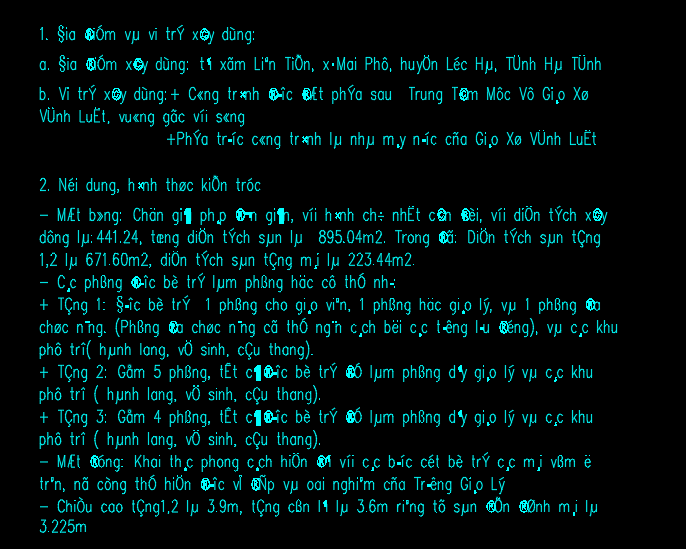 1. §ia ®iÓm vµ vi trÝ x©y dùng:
a. §ia ®iÓm x©y dùng: t¹ xãm Liªn TiÕn, x·Mai Phô, huyÖn Léc Hµ, TÜnh Hµ TÜnh
b. Vi trÝ x©y dùng:+ C«ng tr×nh ®­îc ®Æt phÝa sau Trung T©m Môc Vô Gi¸o Xø
VÜnh LuËt, vu«ng gãc víi s«ng
+PhÝa tr­íc c«ng tr×nh lµ nhµ m¸y n­íc cña Gi¸o Xø VÜnh LuËt
2. Néi dung, h×nh thøc kiÕn tróc
- MÆt b»ng: Chän gi¶ ph¸p ®¬n gi¶n, víi h×nh ch÷ nhËt c©n ®èi, víi diÖn tÝch x©y
dông lµ:441.24, tæng diÖn tÝch sµn lµ 895.04m2. Trong ®ã: DiÖn tÝch sµn tÇng
1,2 lµ 671.60m2, diÖn tÝch sµn tÇng m¸i lµ 223.44m2.
- C¸c phßng ®­îc bè trÝ lµm phßng häc cô thÓ nh­:
+ TÇng 1: §­îc bè trÝ 1 phßng cho gi¸o viªn, 1 phßng häc gi¸o lý, vµ 1 phßng ®a
chøc n¨ng. (Phßng ®a chøc n¨ng cã thÓ ng¨n c¸ch bëi c¸c t­êng l­u ®éng), vµ c¸c khu
phô trî( hµnh lang, vÖ sinh, cÇu thang).
+ TÇng 2: Gåm 5 phßng, tÊt c¶®­îc bè trÝ ®Ó lµm phßng d¹y gi¸o lý vµ c¸c khu
phô trî ( hµnh lang, vÖ sinh, cÇu thang).
+ TÇng 3: Gåm 4 phßng, tÊt c¶®­îc bè trÝ ®Ó lµm phßng d¹y gi¸o lý vµ c¸c khu
phô trî ( hµnh lang, vÖ sinh, cÇu thang).
- MÆt ®øng: Khai th¸c phong c¸ch hiÖn ®¹ víi c¸c b­íc cét bè trÝ c¸c m¸i vßm ë
trªn, nã còng thÓ hiÖn ®­îc vÎ ®Ñp vµ oai nghiªm cña Tr­êng Gi¸o Lý
- ChiÒu cao tÇng1,2 lµ 3.9m, tÇng cßn l¹ lµ 3.6m riªng tõ sµn ®Õn ®Ønh m¸i lµ
3.225m